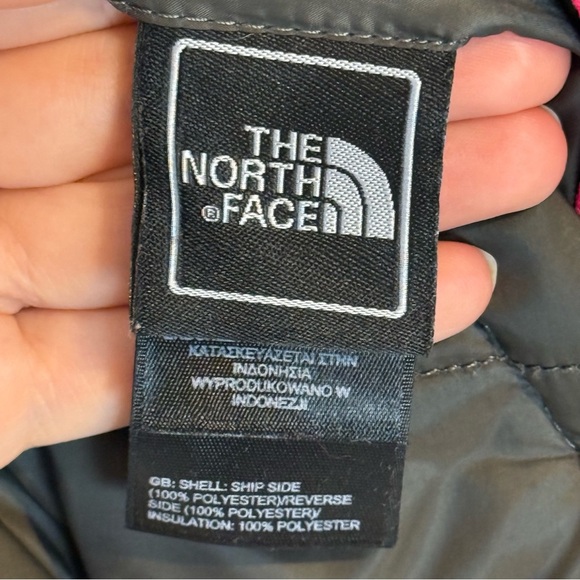 THE
NORTH
® FACE
ΚΑΤΑΣΚΕΥΑΖΕΤΑΙ ΣΤΗΝ
ΙΝΔΟΝΗΣΙΑ
WYPRODUKOWANO W
INDONEZJI
GB: SHELL: SHIP SIDE
(100% POLYESTER)/REVERSE
SIDE (100% POLYESTER)/
INSULATION: 100% POLYESTER